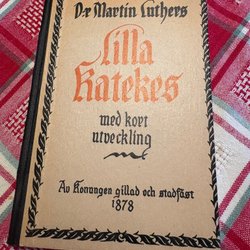 Dr Martin Luthers
Lilla
Katekes
med kort
utveckling
Av Konungen gillad och stadfäst
1878